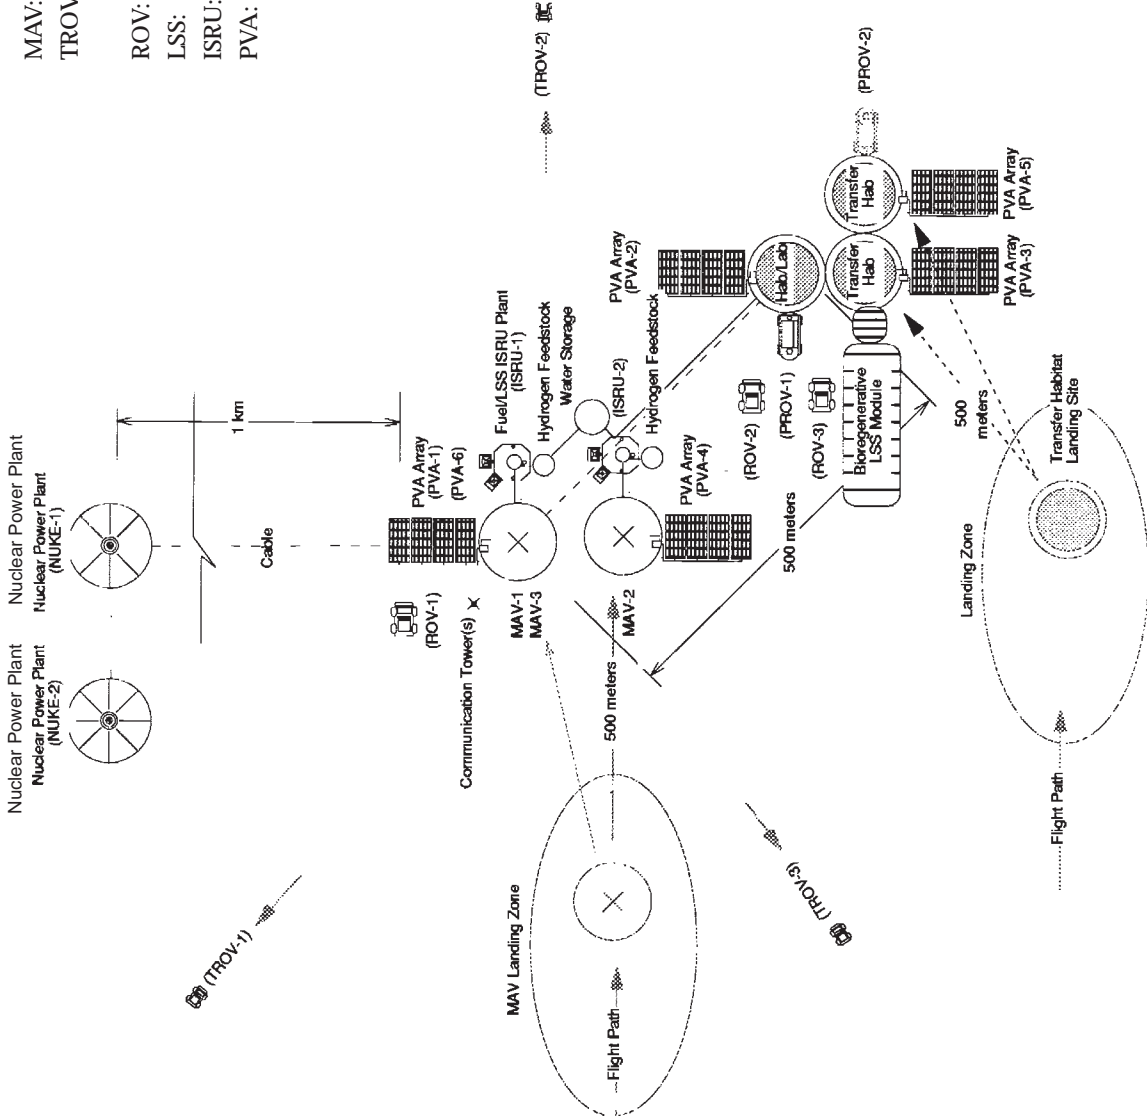 MAV:
TROV
ROV:
LSS:
ISRU:
PVA:
Nuclear Power Plant
Nuclear Power Plant
(NUKE-2)
Nuclear Power Plant
Nuclear Power Plant
(NUKE-1)
Cable
1 km
(TROV-1)
(TROV-2)
(TROV-3)
(ROV-1)
Communication Tower(s)
PVA Array
(PVA-1)
(PVA-6)
Fuel/LSS ISRU Plant
(ISRU-1)
Hydrogen Feedstock
Water Storage
(ISRU-2)
Hydrogen Feedstock
MAV-1
MAV-3
MAV-2
PVA Array
(PVA-4)
PVA Array
(PVA-2)
Hab/Lab
Transfer
Hab
Transfer
Hab
(PROV-2)
PVA Array
(PVA-5)
PVA Array
(PVA-3)
(ROV-2)
(PROV-1)
(ROV-3)
Bioregenerative
LSS Module
500
meters
500 meters
500 meters
MAV Landing Zone
Flight Path
Landing Zone
Transfer Habitat
Landing Site
Flight Path